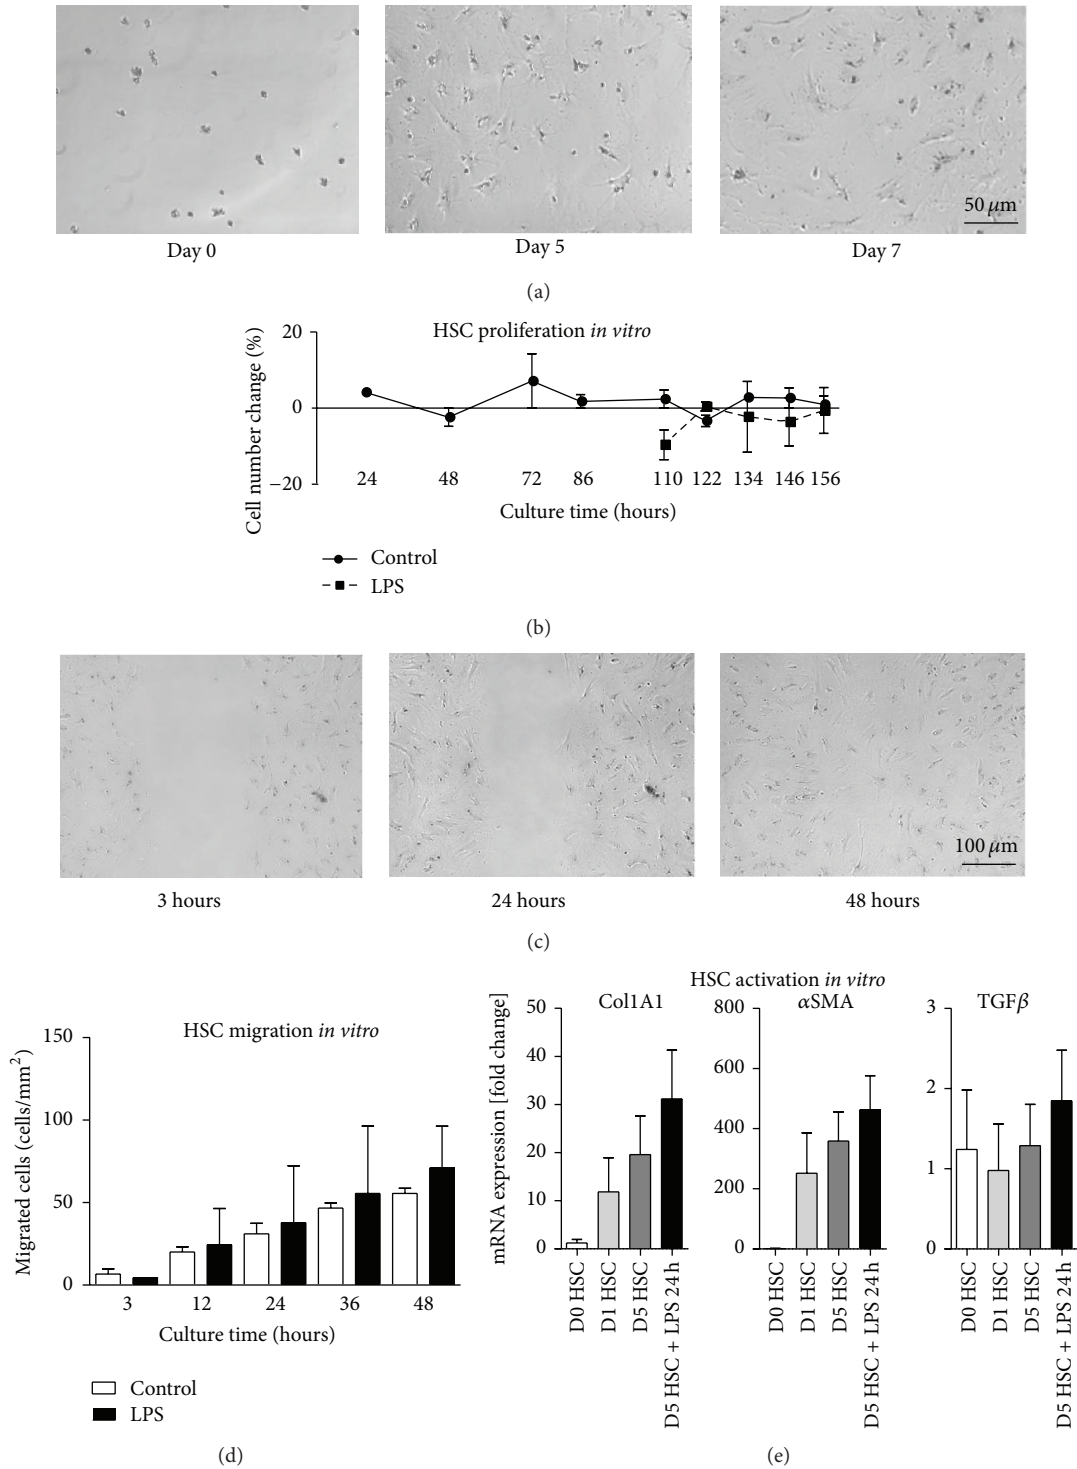 50 μm
Day 0
Day 5
Day 7
(a)
HSC proliferation in vitro
Cell number change (%)
20
0
−20
24 48 72 86 110 122 134 146 156
Culture time (hours)
Control
LPS
(b)
100 μm
3 hours
24 hours
48 hours
(c)
HSC migration in vitro
Migrated cells (cells/mm²)
150
100
50
0
3 12 24 36 48
Culture time (hours)
Control
LPS
(d)
HSC activation in vitro
mRNA expression [fold change]
Col1A1
50
40
30
20
10
0
D0 HSC
D1 HSC
D5 HSC
D5 HSC + LPS 24 h
αSMA
800
600
400
200
0
D0 HSC
D1 HSC
D5 HSC
D5 HSC + LPS 24 h
TGFβ
3
2
1
0
D0 HSC
D1 HSC
D5 HSC
D5 HSC + LPS 24 h
(e)